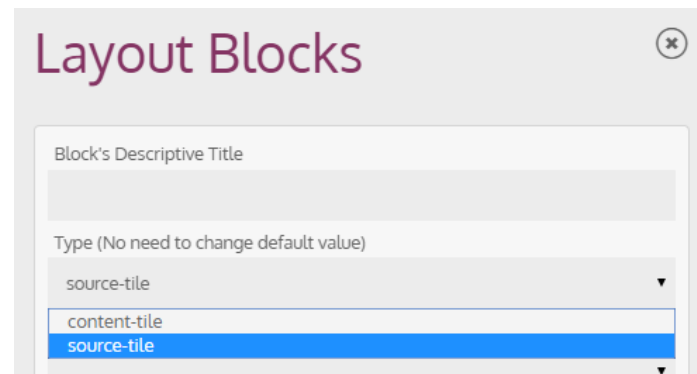 Layout Blocks
Block's Descriptive Title
Type (No need to change default value)
source-tile
content-tile
source-tile